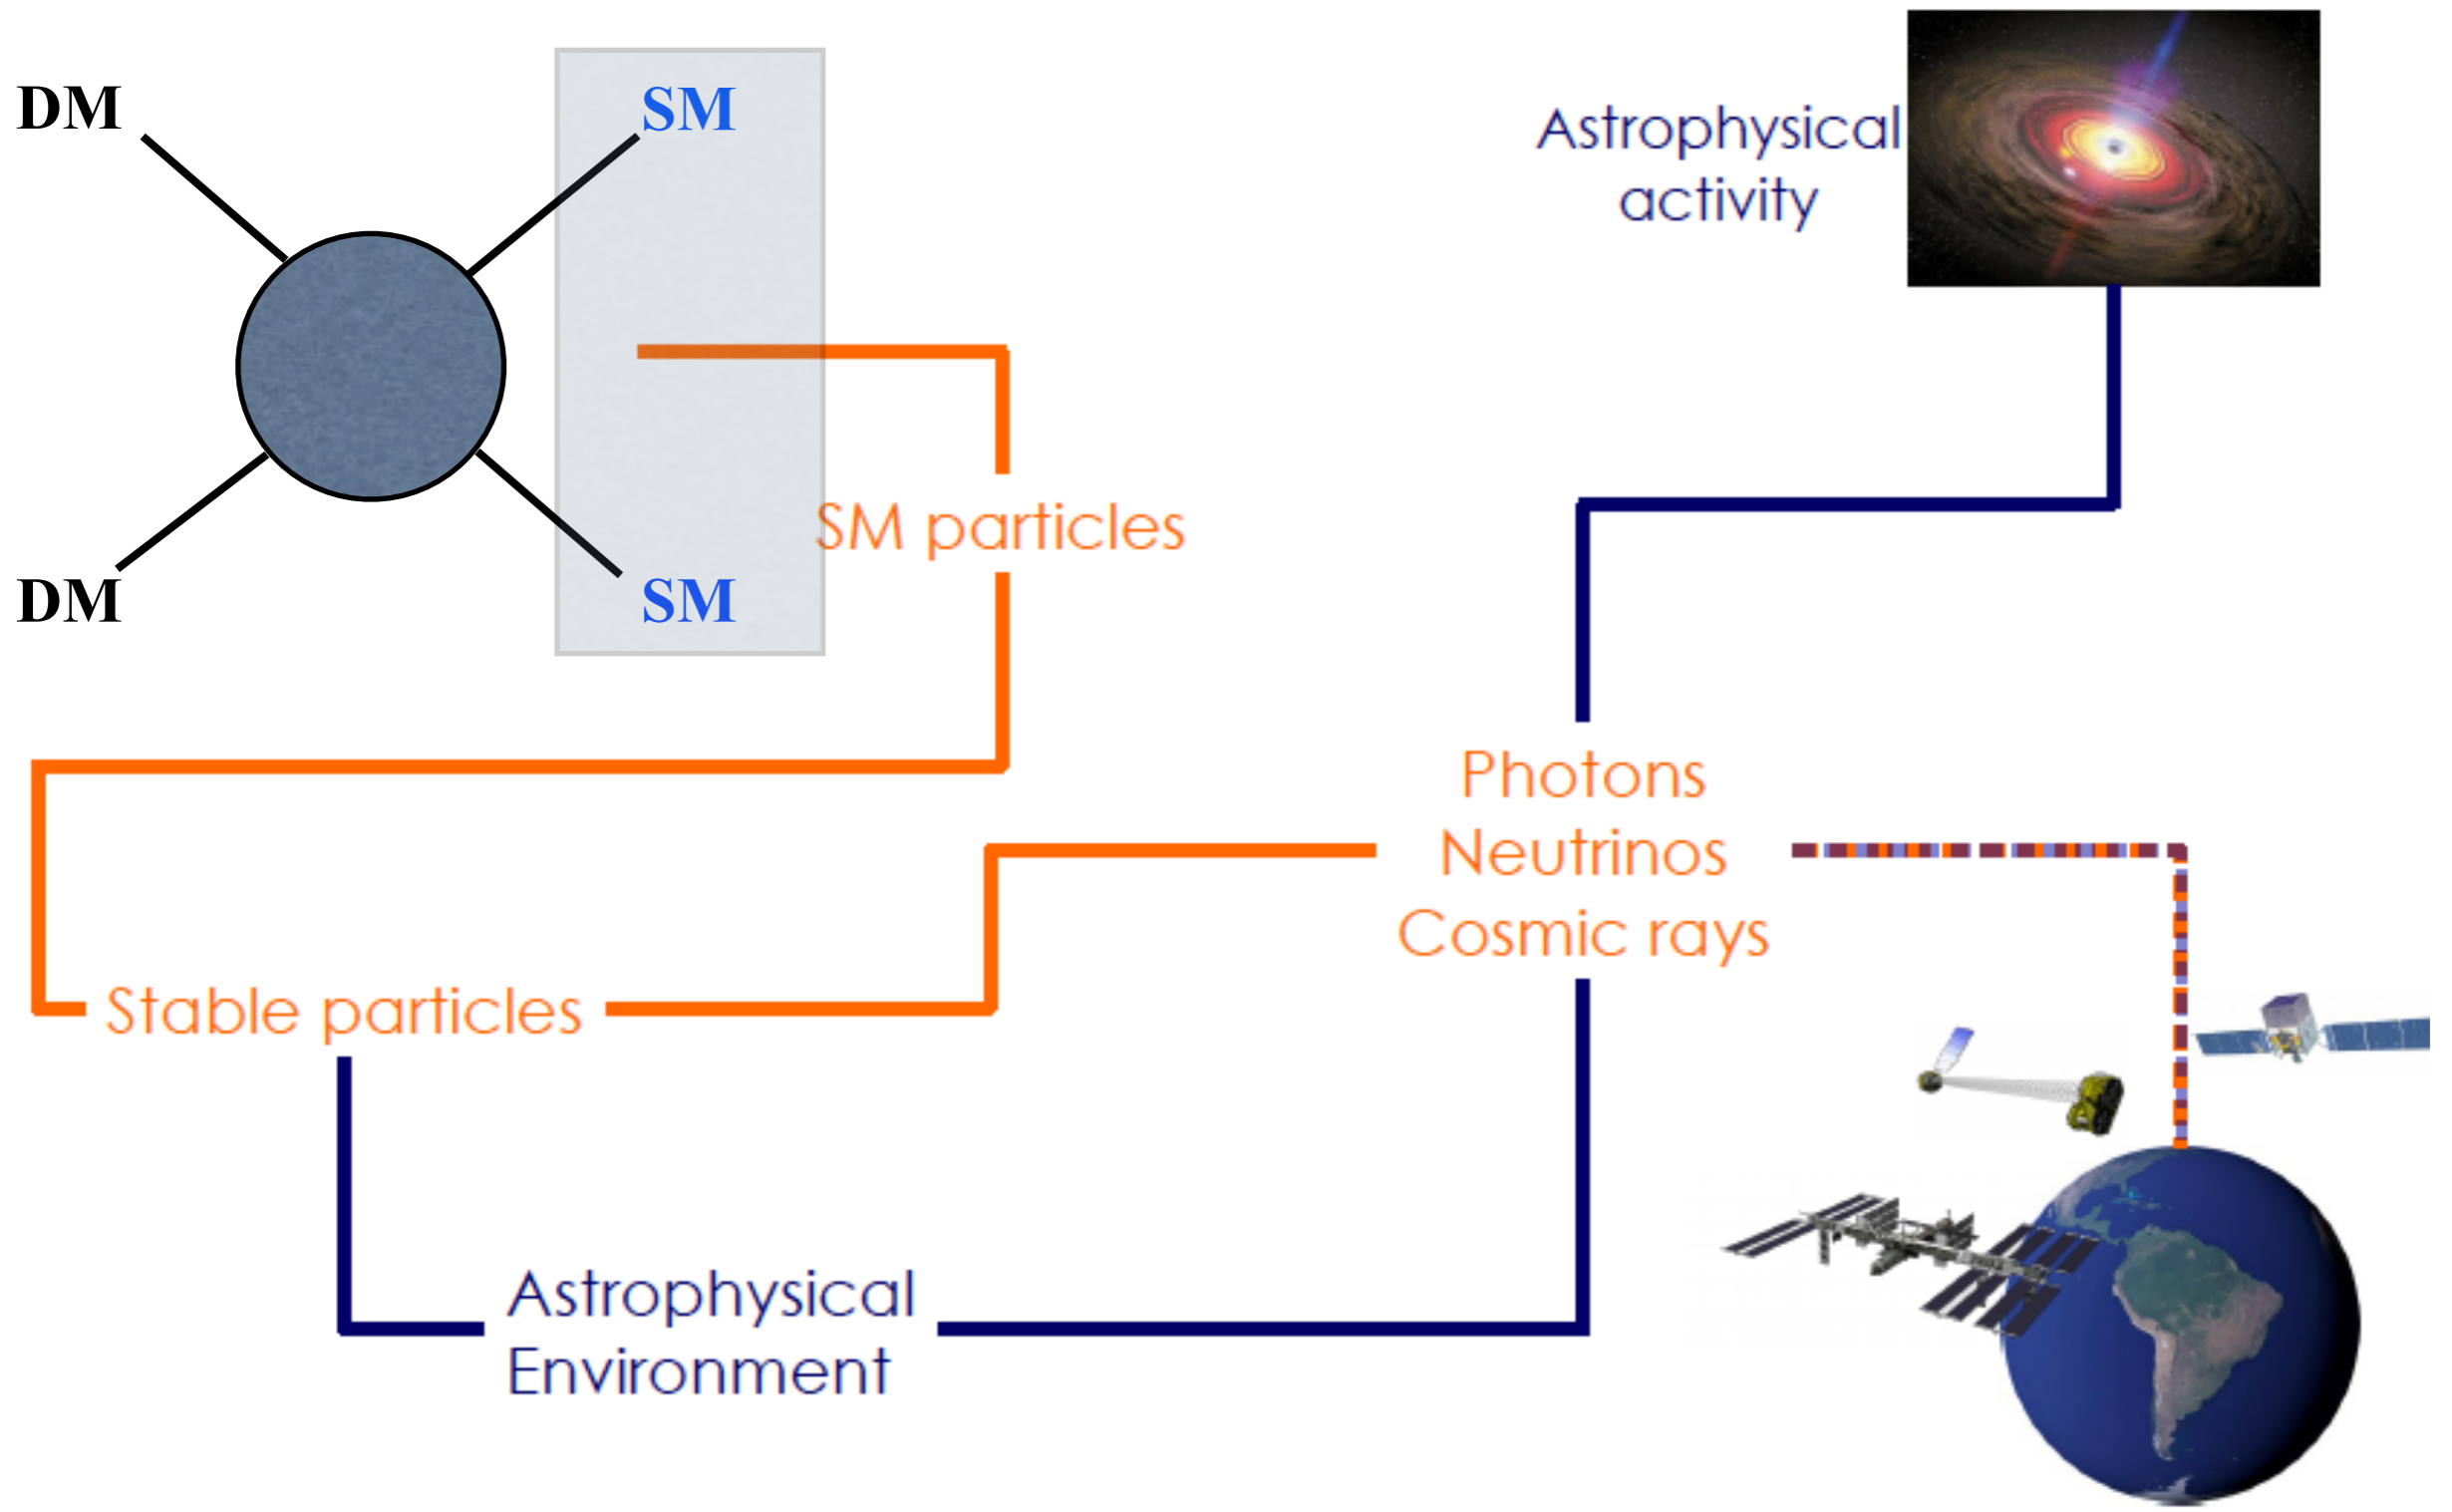 DM
SM
DM
SM
SM particles
Astrophysical
activity
Photons
Neutrinos
Cosmic rays
Stable particles
Astrophysical
Environment